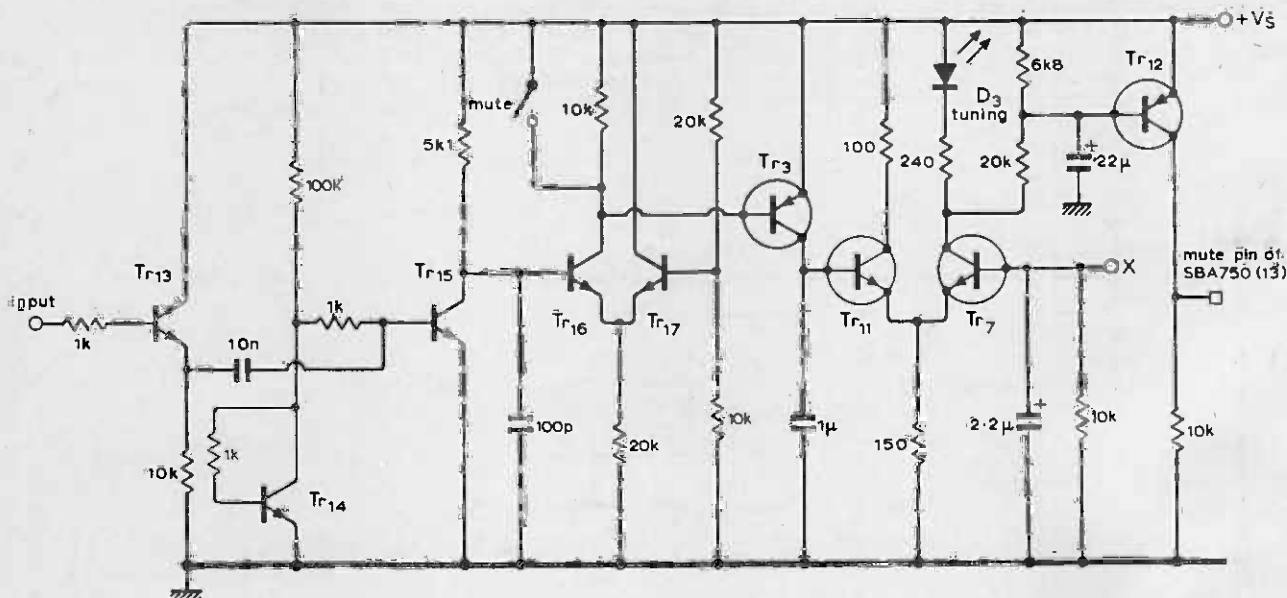 +Vs
6k8
Tr12
mute
10k
D3
tuning
5k1
20k
100
Tr3
240
20k
22μ
100K
Tr13
Tr15
mute pin of
SBA750 (13)
input
1k
X
1k
Tr16
Tr17
Tr11
Tr7
10n
100p
20k
10k
1μ
150
2·2μ
10k
10k
10k
1k
Tr14